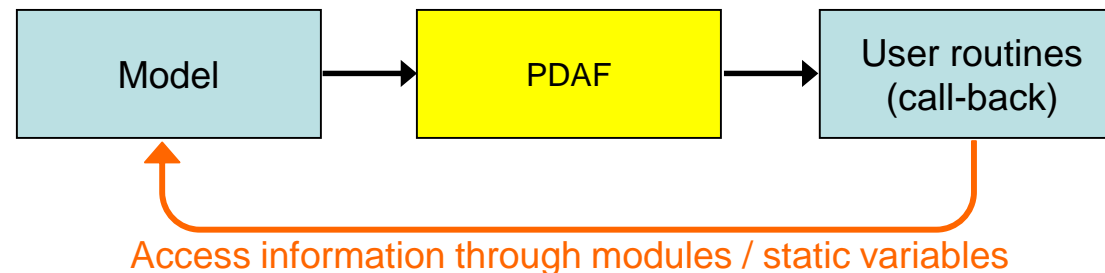 Model
PDAF
User routines
(call-back)
Access information through modules / static variables